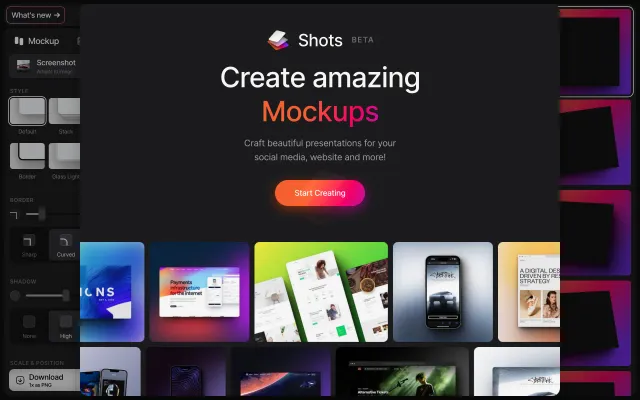 What's new →
Mockup
Screenshot
STYLE
Default
Stack
Border
Glass Light
BORDER
Sharp
Curved
SHADOW
None
High
SCALE & POSITION
Download
1x as PNG
Shots BETA
Create amazing
Mockups
Craft beautiful presentations for your
social media, website and more!
Start Creating
Payments
infrastructure
for the internet
A DIGITAL DES
DRIVEN BY RES
STRATEGY